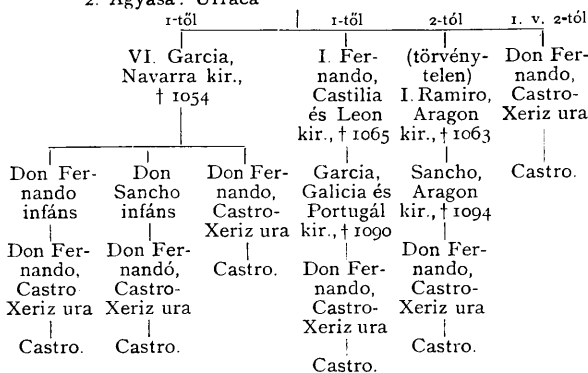 2. Ágyasa: Urraca
1-től
1-től
2-tól
1. v. 2-tól
VI. Garcia,
Navarra kir.,
† 1054
I. Fer-
nando,
Castilia
és Leon
kir., † 1065
(törvény-
telen)
I. Ramiro,
Aragon
kir., † 1063
Don Fer-
nando,
Castro-
Xeriz ura
Don Fer-
nando
infáns
Don
Sancho
infáns
Don Fer-
nando,
Castro-
Xeriz ura
Garcia,
Galicia és
Portugál
kir., † 1090
Sancho,
Aragon
kir., † 1094
Castro.
Don Fer-
nando,
Castro
Xeriz ura
Don Fer-
nandó,
Castro-
Xeriz ura
Castro.
Don Fer-
nando,
Castro-
Xeriz ura
Don Fer-
nando,
Castro-
Xeriz ura
Castro.
Castro.
Castro.
Castro.